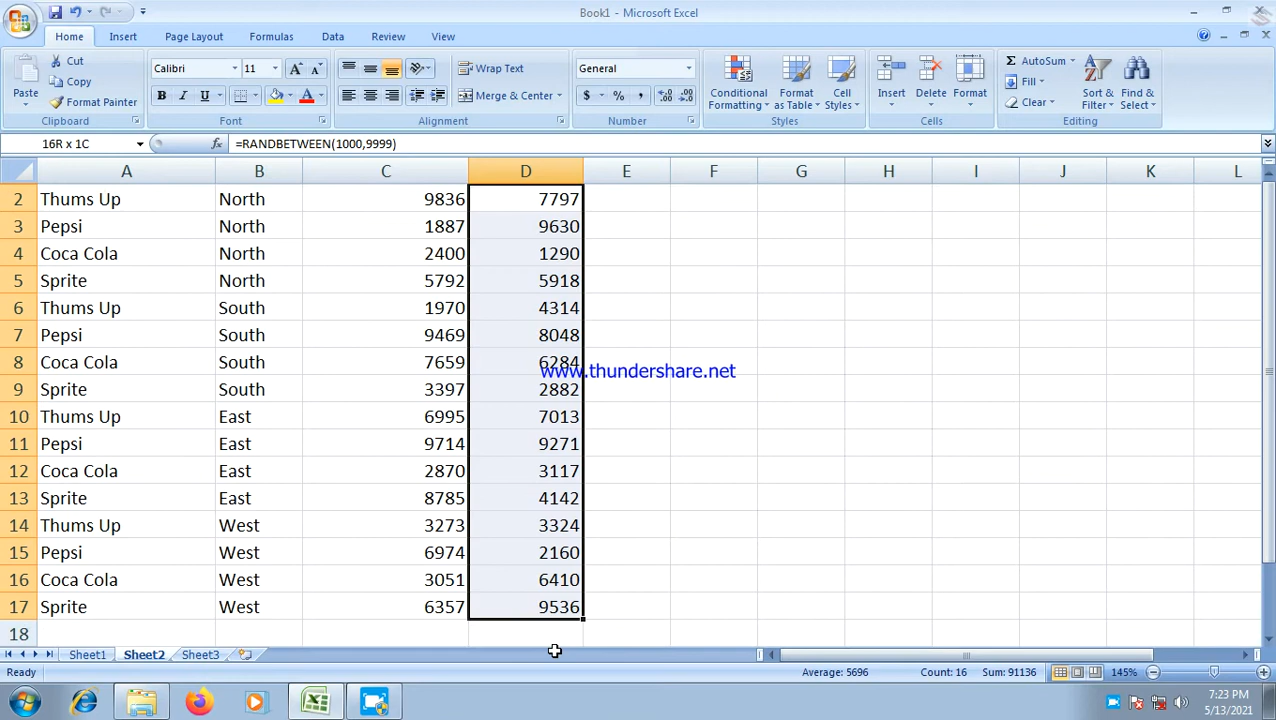 Book1 - Microsoft Excel
Home Insert Page Layout Formulas Data Review View
Paste Cut Copy Format Painter Clipboard
Calibri 11 B I U A A A Font
Wrap Text Merge & Center Alignment
General $ % , Number
Conditional Formatting Format as Table Cell Styles Styles
Insert Delete Format Cells
Σ AutoSum Fill Clear Sort & Filter Find & Select Editing
16R x 1C fx =RANDBETWEEN(1000,9999)
A B C D E F G H I J K L
2 Thums Up North 9836 7797
3 Pepsi North 1887 9630
4 Coca Cola North 2400 1290
5 Sprite North 5792 5918
6 Thums Up South 1970 4314
7 Pepsi South 9469 8048
8 Coca Cola South 7659 6284
www.thundershare.net
9 Sprite South 3397 2882
10 Thums Up East 6995 7013
11 Pepsi East 9714 9271
12 Coca Cola East 2870 3117
13 Sprite East 8785 4142
14 Thums Up West 3273 3324
15 Pepsi West 6974 2160
16 Coca Cola West 3051 6410
17 Sprite West 6357 9536
18
Sheet1 Sheet2 Sheet3
Ready Average: 5696 Count: 16 Sum: 91136 145%
7:23 PM
5/13/2021